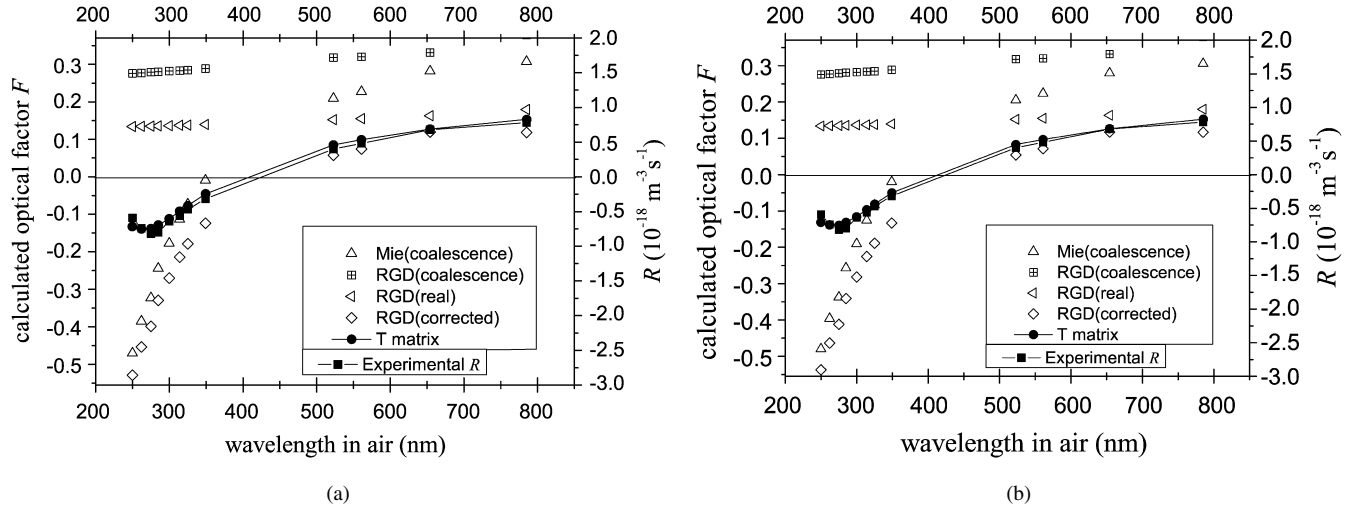 200 300 400 500 600 700 800
0.3
0.2
0.1
0.0
-0.1
-0.2
-0.3
-0.4
-0.5
calculated optical factor F
2.0
1.5
1.0
0.5
0.0
-0.5
-1.0
-1.5
-2.0
-2.5
-3.0
R (10⁻¹⁸ m⁻³ s⁻¹)
Mie(coalescence)
RGD(coalescence)
RGD(real)
RGD(corrected)
T matrix
Experimental R
200 300 400 500 600 700 800
wavelength in air (nm)
(a)
200 300 400 500 600 700 800
0.3
0.2
0.1
0.0
-0.1
-0.2
-0.3
-0.4
-0.5
calculated optical factor F
2.0
1.5
1.0
0.5
0.0
-0.5
-1.0
-1.5
-2.0
-2.5
-3.0
R (10⁻¹⁸ m⁻³ s⁻¹)
Mie(coalescence)
RGD(coalescence)
RGD(real)
RGD(corrected)
T matrix
Experimental R
200 300 400 500 600 700 800
wavelength in air (nm)
(b)